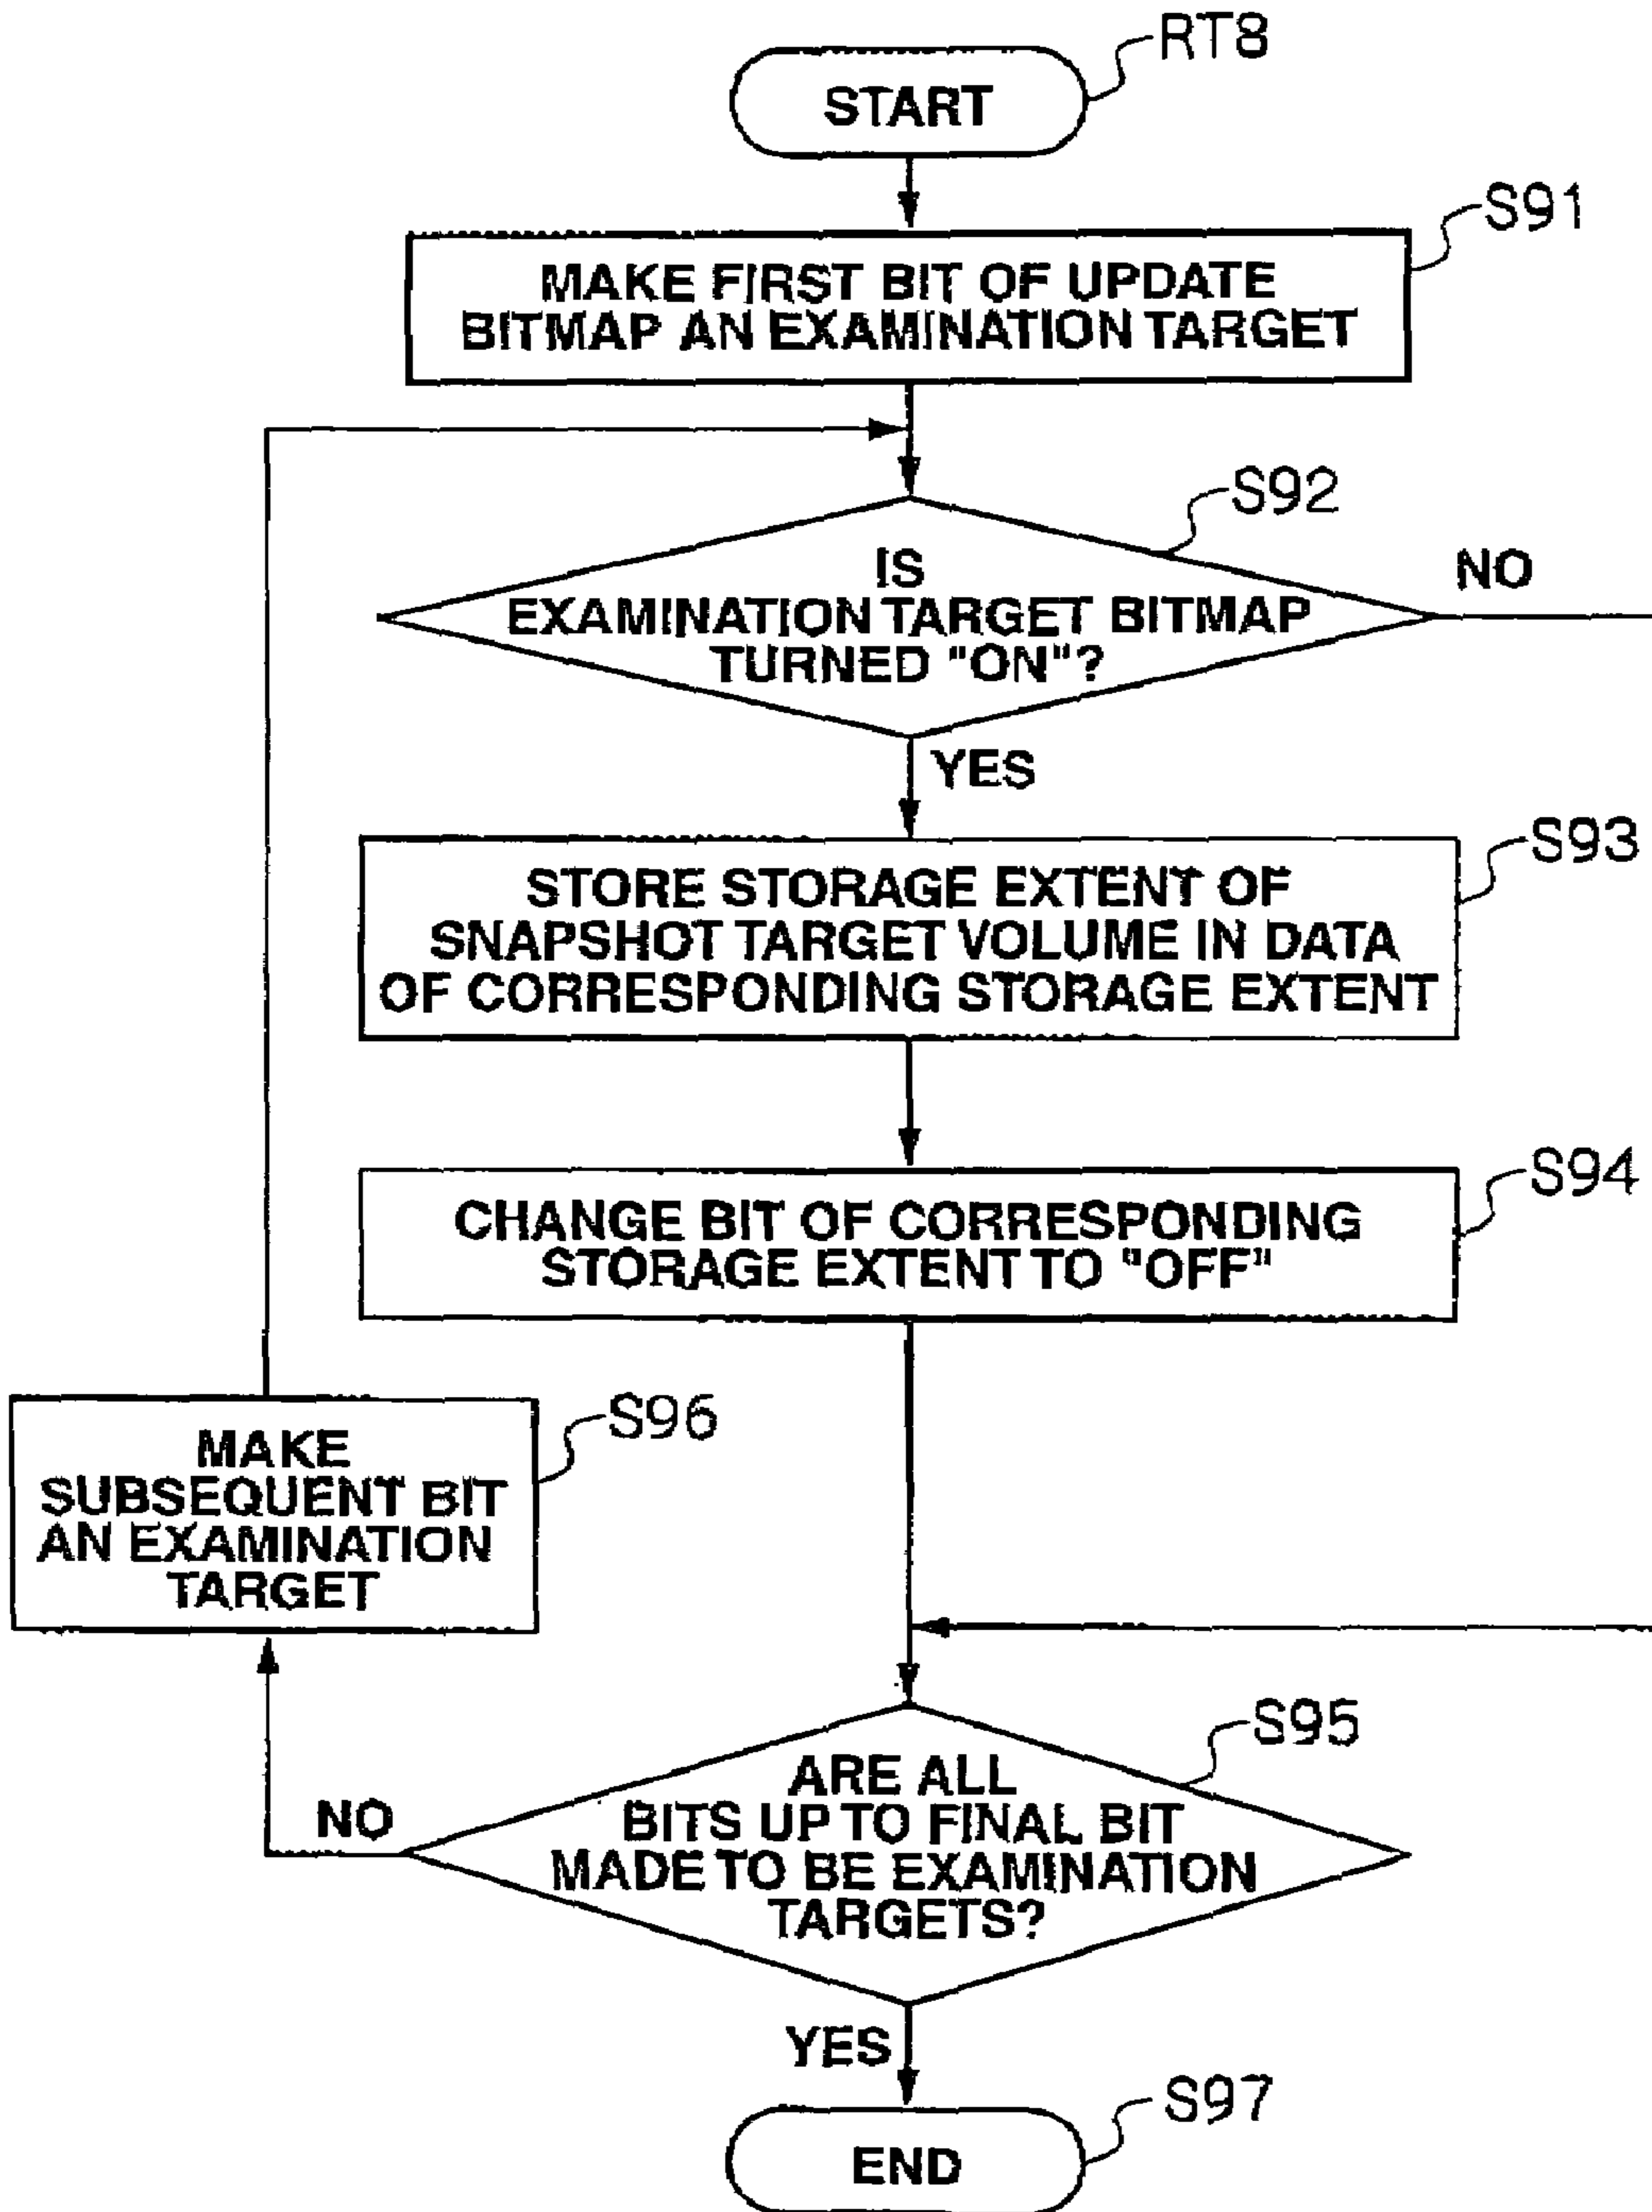 RT8
START
S91
MAKE FIRST BIT OF UPDATE
BITMAP AN EXAMINATION TARGET
S92
IS
EXAMINATION TARGET BITMAP
TURNED "ON"?
NO
YES
S93
STORE STORAGE EXTENT OF
SNAPSHOT TARGET VOLUME IN DATA
OF CORRESPONDING STORAGE EXTENT
S94
CHANGE BIT OF CORRESPONDING
STORAGE EXTENT TO "OFF"
S96
MAKE
SUBSEQUENT BIT
AN EXAMINATION
TARGET
S95
ARE ALL
BITS UP TO FINAL BIT
MADE TO BE EXAMINATION
TARGETS?
NO
YES
S97
END